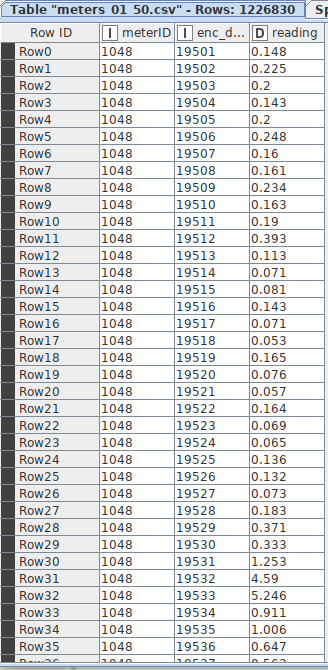 Table "meters_01_50.csv" - Rows: 1226830 Sp
Row ID I meterID I enc_d... D reading
Row0 1048 19501 0.148
Row1 1048 19502 0.225
Row2 1048 19503 0.2
Row3 1048 19504 0.143
Row4 1048 19505 0.2
Row5 1048 19506 0.248
Row6 1048 19507 0.16
Row7 1048 19508 0.161
Row8 1048 19509 0.234
Row9 1048 19510 0.163
Row10 1048 19511 0.19
Row11 1048 19512 0.393
Row12 1048 19513 0.113
Row13 1048 19514 0.071
Row14 1048 19515 0.081
Row15 1048 19516 0.143
Row16 1048 19517 0.071
Row17 1048 19518 0.053
Row18 1048 19519 0.165
Row19 1048 19520 0.076
Row20 1048 19521 0.057
Row21 1048 19522 0.164
Row22 1048 19523 0.069
Row23 1048 19524 0.065
Row24 1048 19525 0.136
Row25 1048 19526 0.132
Row26 1048 19527 0.073
Row27 1048 19528 0.183
Row28 1048 19529 0.371
Row29 1048 19530 0.333
Row30 1048 19531 1.253
Row31 1048 19532 4.59
Row32 1048 19533 5.246
Row33 1048 19534 0.911
Row34 1048 19535 1.006
Row35 1048 19536 0.647